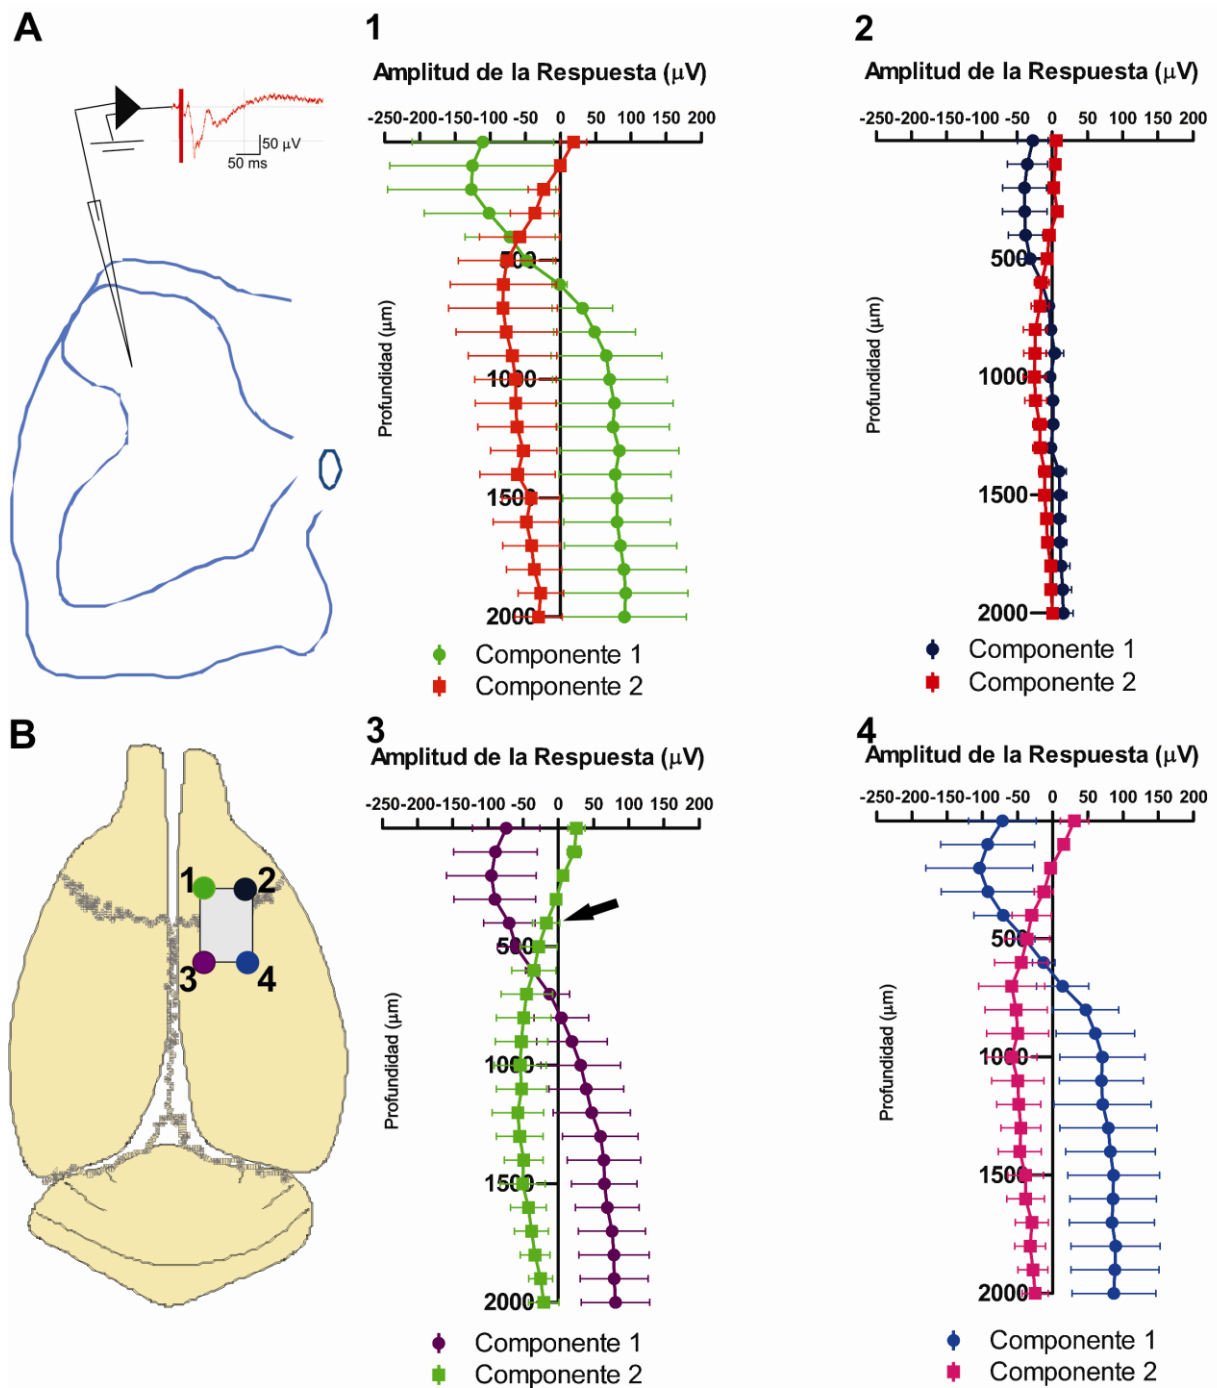 A
50 µV
50 ms
1
Amplitud de la Respuesta (µV)
-250-200-150-100 -50 0 50 100 150 200
500
1000
1500
2000
Profundidad (µm)
Componente 1
Componente 2
2
Amplitud de la Respuesta (µV)
-250-200-150-100 -50 0 50 100 150 200
500
1000
1500
2000
Profundidad (µm)
Componente 1
Componente 2
B
1 2
3 4
3
Amplitud de la Respuesta (µV)
-250-200-150-100 -50 0 50 100 150 200
500
1000
1500
2000
Profundidad (µm)
Componente 1
Componente 2
4
Amplitud de la Respuesta (µV)
-250-200-150-100 -50 0 50 100 150 200
500
1000
1500
2000
Profundidad (µm)
Componente 1
Componente 2